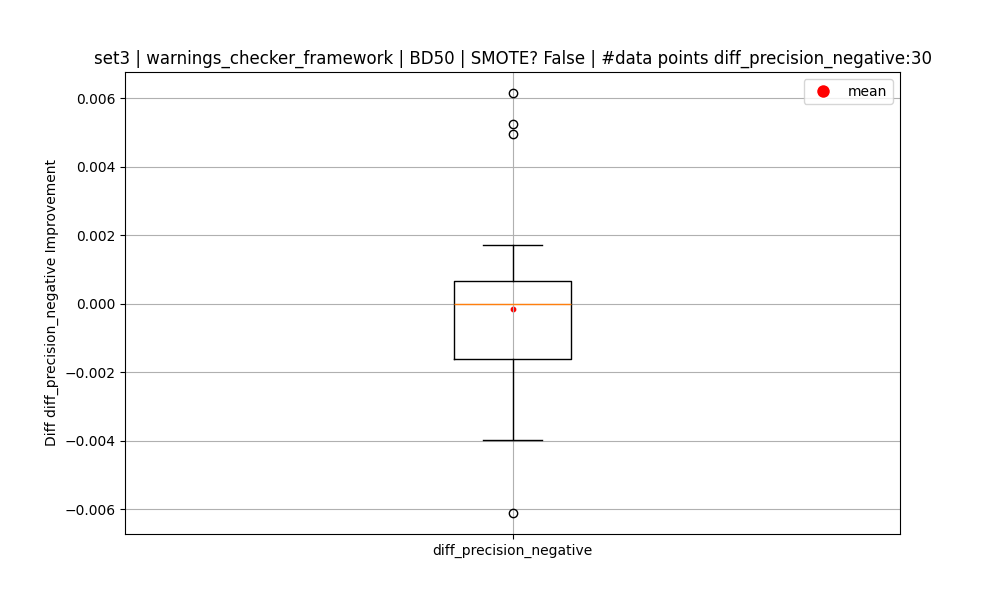 set3 | warnings_checker_framework | BD50 | SMOTE? False | #data points diff_precision_negative:30
mean
0.006
0.004
0.002
0.000
−0.002
−0.004
−0.006
Diff diff_precision_negative Improvement
diff_precision_negative